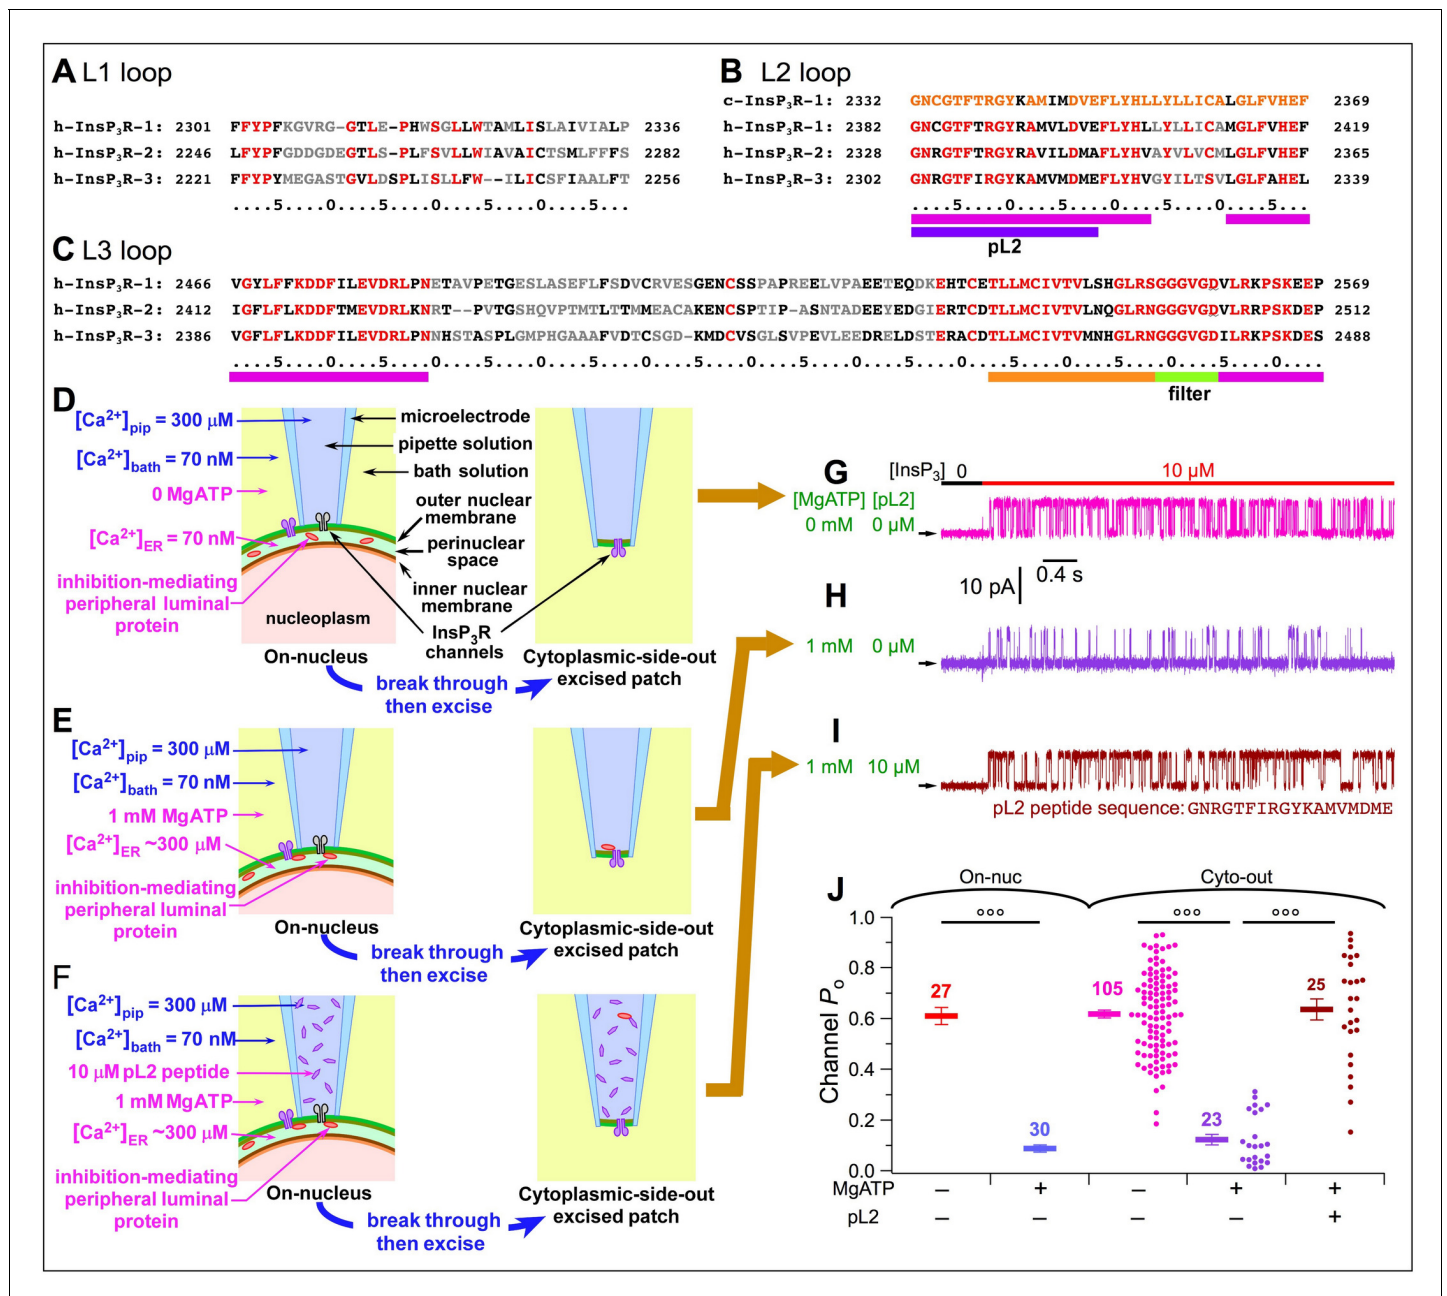 A L1 loop
h-InsP3R-1: 2301 FFYPFKGVRG-GTLE-PHWSGLLWTAMLISLAIVIALP 2336
h-InsP3R-2: 2246 LFYPFGDDGDEGTLS-PLFSVLLWIAVAICTSMLFFFS 2282
h-InsP3R-3: 2221 FFYPYMEGASTGVLDSPLISLLFW--ILICSFIAALFT 2256
....5....0....5....0....5....0....5...
B L2 loop
c-InsP3R-1: 2332 GNCGTFTRGYKAMIMDVEFLYHLLYLLICALGLFVHEF 2369
h-InsP3R-1: 2382 GNCGTFTRGYRAMVLDVEFLYHLLYLLICAMGLFVHEF 2419
h-InsP3R-2: 2328 GNRGTFTRGYRAVILDMAFLYHVAYVLVCMLGLFVHEF 2365
h-InsP3R-3: 2302 GNRGTFIRGYKAMVMDMEFLYHVGYILTSVLGLFAHEL 2339
....5....0....5....0....5....0....5...
pL2
C L3 loop
h-InsP3R-1: 2466 VGYLFFKDDFILEVDRLPNETAVPETGESLASEFLFSDVCRVESGENCSSPAPREELVPAEETEQDKEHTCETLLMCIVTVLSHGLRSGGGVGDVLRKPSKEEP 2569
h-InsP3R-2: 2412 IGFLFLKDDFTMEVDRLKNRT--PVTGSHQVPTMTLTTMMEACAKENCSPTIP-ASNTADEEYEDGIERTCDTLLMCIVTVLNQGLRNGGGVGDVLRRPSKDEP 2512
h-InsP3R-3: 2386 VGFLFLKDDFILEVDRLPNNHSTASPLGMPHGAAAFVDTCSGD-KMDCVSGLSVPEVLEEDRELDSTERACDTLLMCIVTVMNHGLRNGGGVGDILRKPSKDES 2488
....5....0....5....0....5....0....5....0....5....0....5....0....5....0....5....0....5....0....5....0....
filter
D
[Ca2+]pip = 300 µM
[Ca2+]bath = 70 nM
0 MgATP
[Ca2+]ER = 70 nM
inhibition-mediating
peripheral luminal
protein
microelectrode
pipette solution
bath solution
outer nuclear
membrane
perinuclear
space
inner nuclear
membrane
InsP3R
channels
nucleoplasm
On-nucleus
break through
then excise
Cytoplasmic-side-out
excised patch
E
[Ca2+]pip = 300 µM
[Ca2+]bath = 70 nM
1 mM MgATP
[Ca2+]ER ~300 µM
inhibition-mediating
peripheral luminal
protein
On-nucleus
break through
then excise
Cytoplasmic-side-out
excised patch
F
[Ca2+]pip = 300 µM
[Ca2+]bath = 70 nM
10 µM pL2 peptide
1 mM MgATP
[Ca2+]ER ~300 µM
inhibition-mediating
peripheral luminal
protein
On-nucleus
break through
then excise
Cytoplasmic-side-out
excised patch
G
[InsP3] 0 10 µM
[MgATP] [pL2]
0 mM 0 µM
10 pA 0.4 s
H
1 mM 0 µM
I
1 mM 10 µM
pL2 peptide sequence: GNRGTFIRGYKAMVMDME
J
On-nuc Cyto-out
°°° °°° °°°
Channel Po
1.0
0.8
0.6
0.4
0.2
0.0
27
30
105
23
25
MgATP – + – + +
pL2 – – – – +